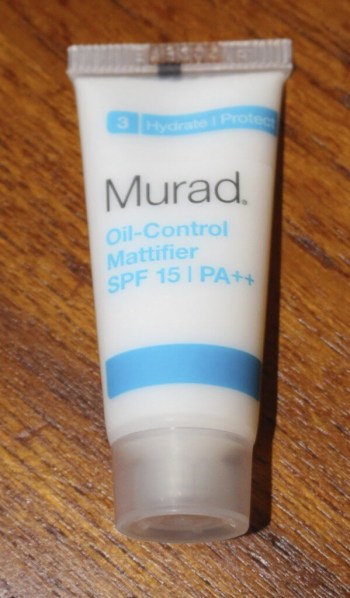 3 Hydrate | Protect
Murad.
Oil-Control
Mattifier
SPF 15 | PA++